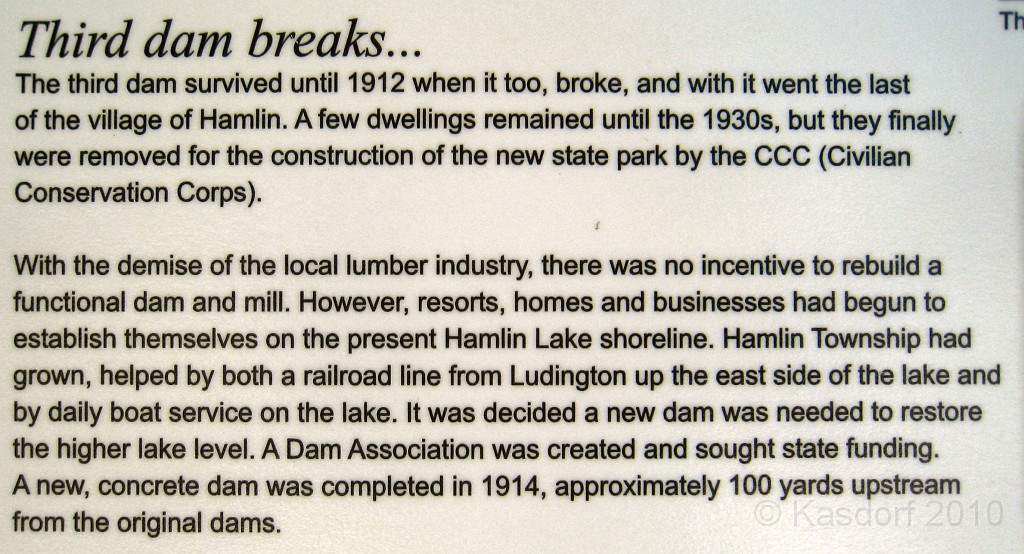 Third dam breaks...
The third dam survived until 1912 when it too, broke, and with it went the last
of the village of Hamlin. A few dwellings remained until the 1930s, but they finally
were removed for the construction of the new state park by the CCC (Civilian
Conservation Corps).
With the demise of the local lumber industry, there was no incentive to rebuild a
functional dam and mill. However, resorts, homes and businesses had begun to
establish themselves on the present Hamlin Lake shoreline. Hamlin Township had
grown, helped by both a railroad line from Ludington up the east side of the lake and
by daily boat service on the lake. It was decided a new dam was needed to restore
the higher lake level. A Dam Association was created and sought state funding.
A new, concrete dam was completed in 1914, approximately 100 yards upstream
from the original dams.
Th
© Kasdorf 2010